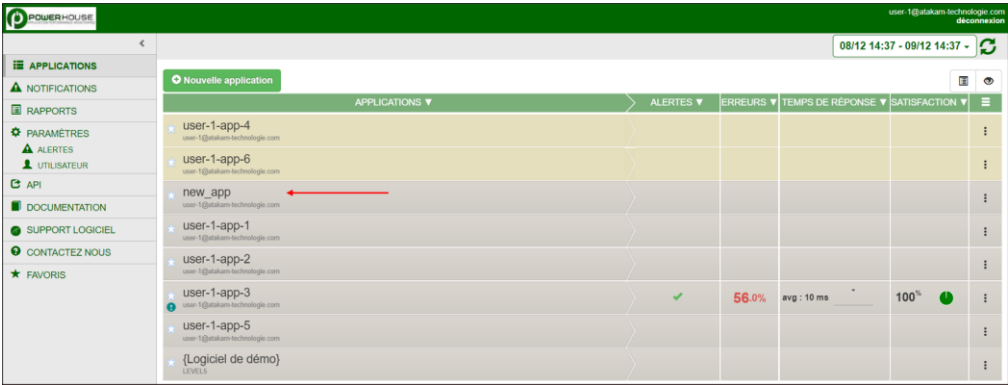 POWERHOUSE
user-1@atakam-technologie.com
déconnexion
08/12 14:37 - 09/12 14:37
APPLICATIONS
NOTIFICATIONS
RAPPORTS
PARAMÈTRES
ALERTES
UTILISATEUR
API
DOCUMENTATION
SUPPORT LOGICIEL
CONTACTEZ NOUS
FAVORIS
Nouvelle application
APPLICATIONS ▼ ALERTES ▼ ERREURS ▼ TEMPS DE RÉPONSE ▼ SATISFACTION ▼
user-1-app-4
user-1@atakam-technologie.com
user-1-app-6
user-1@atakam-technologie.com
new_app
user-1@atakam-technologie.com
user-1-app-1
user-1@atakam-technologie.com
user-1-app-2
user-1@atakam-technologie.com
user-1-app-3 56.0% avg : 10 ms 100%
user-1@atakam-technologie.com
user-1-app-5
user-1@atakam-technologie.com
{Logiciel de démo}
LEVEL5